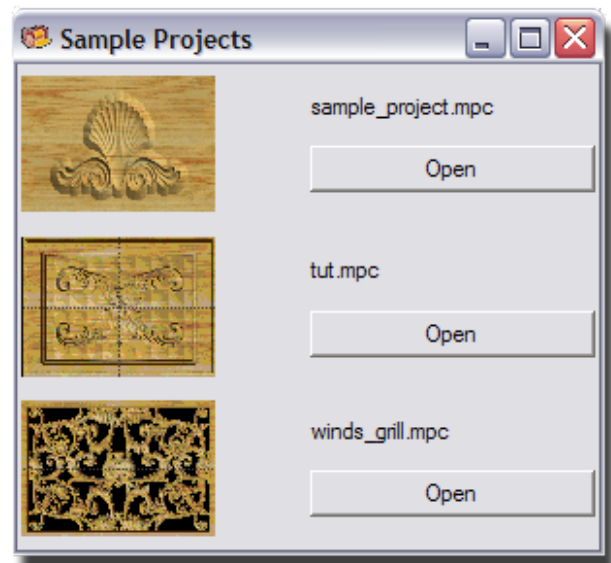 Sample Projects
sample_project.mpc
Open
tut.mpc
Open
winds_grill.mpc
Open